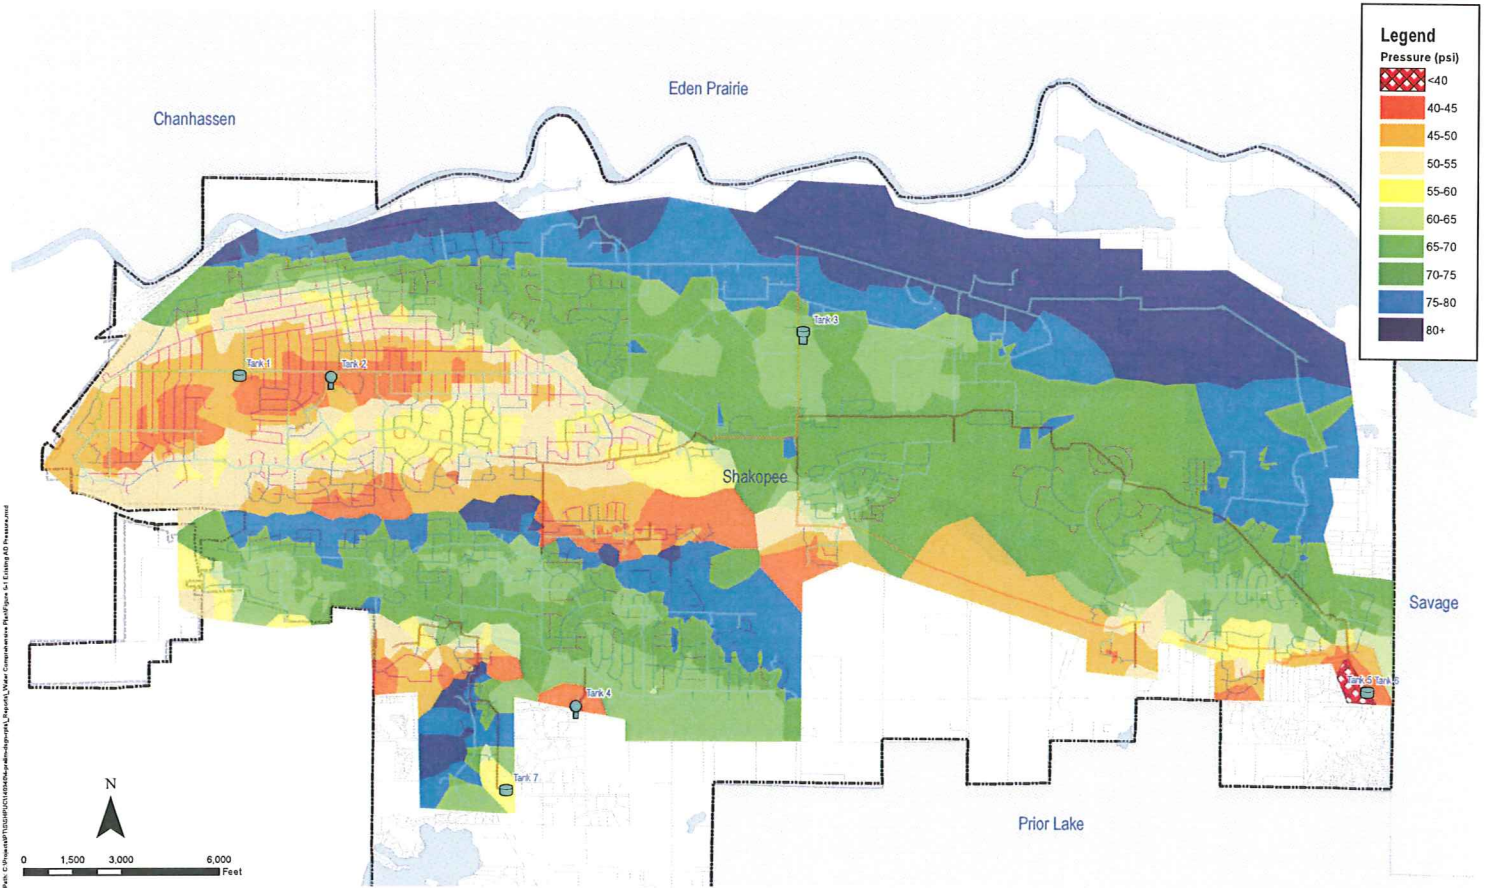 Legend
Pressure (psi)
<40
40-45
45-50
50-55
55-60
60-65
65-70
70-75
75-80
80+
Eden Prairie
Chanhassen
Tank 3
Tank 1
Tank 2
Shakopee
Savage
Tank 5
Tank 4
Tank 7
Prior Lake
N
0 1,500 3,000 6,000
Feet